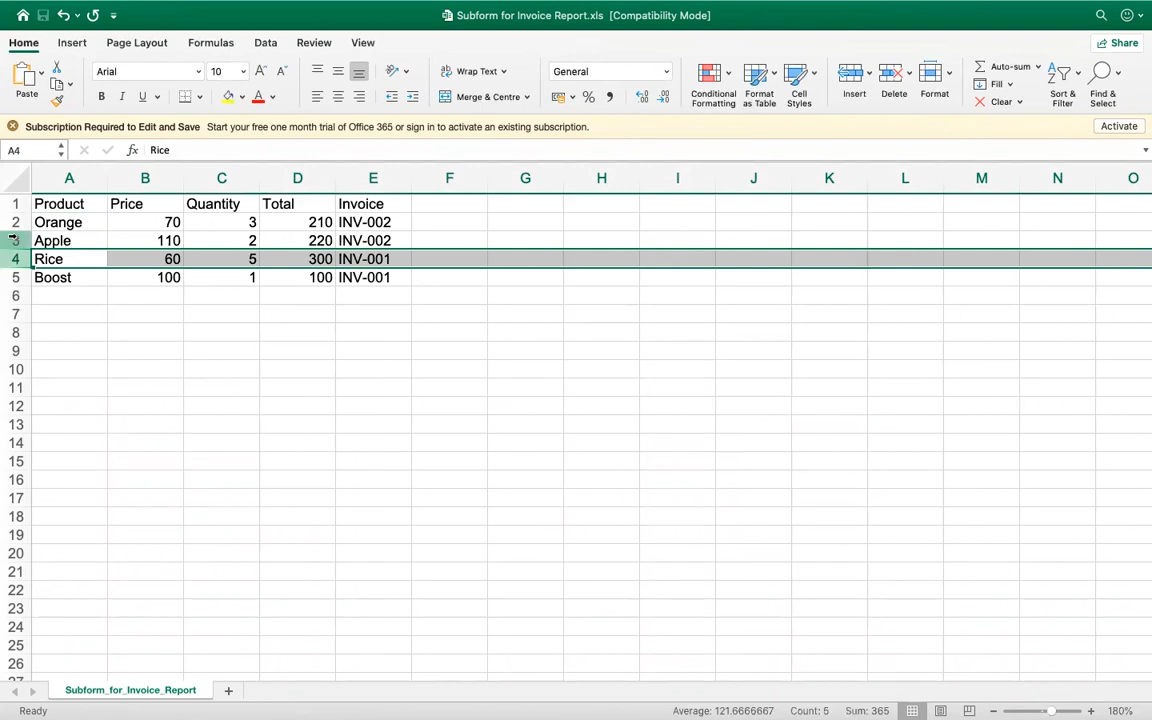 Subform for Invoice Report.xls [Compatibility Mode]
Home Insert Page Layout Formulas Data Review View Share
Paste Arial 10 A A Wrap Text General Conditional Formatting Format as Table Cell Styles Insert Delete Format Auto-sum Fill Clear Sort & Filter Find & Select
B I U A Merge & Centre %
Subscription Required to Edit and Save Start your free one month trial of Office 365 or sign in to activate an existing subscription. Activate
A4 fx Rice
A B C D E F G H I J K L M N O
1 Product Price Quantity Total Invoice
2 Orange 70 3 210 INV-002
3 Apple 110 2 220 INV-002
4 Rice 60 5 300 INV-001
5 Boost 100 1 100 INV-001
6
7
8
9
10
11
12
13
14
15
16
17
18
19
20
21
22
23
24
25
26
27
Subform_for_Invoice_Report
Ready Average: 121.6666667 Count: 5 Sum: 365 180%